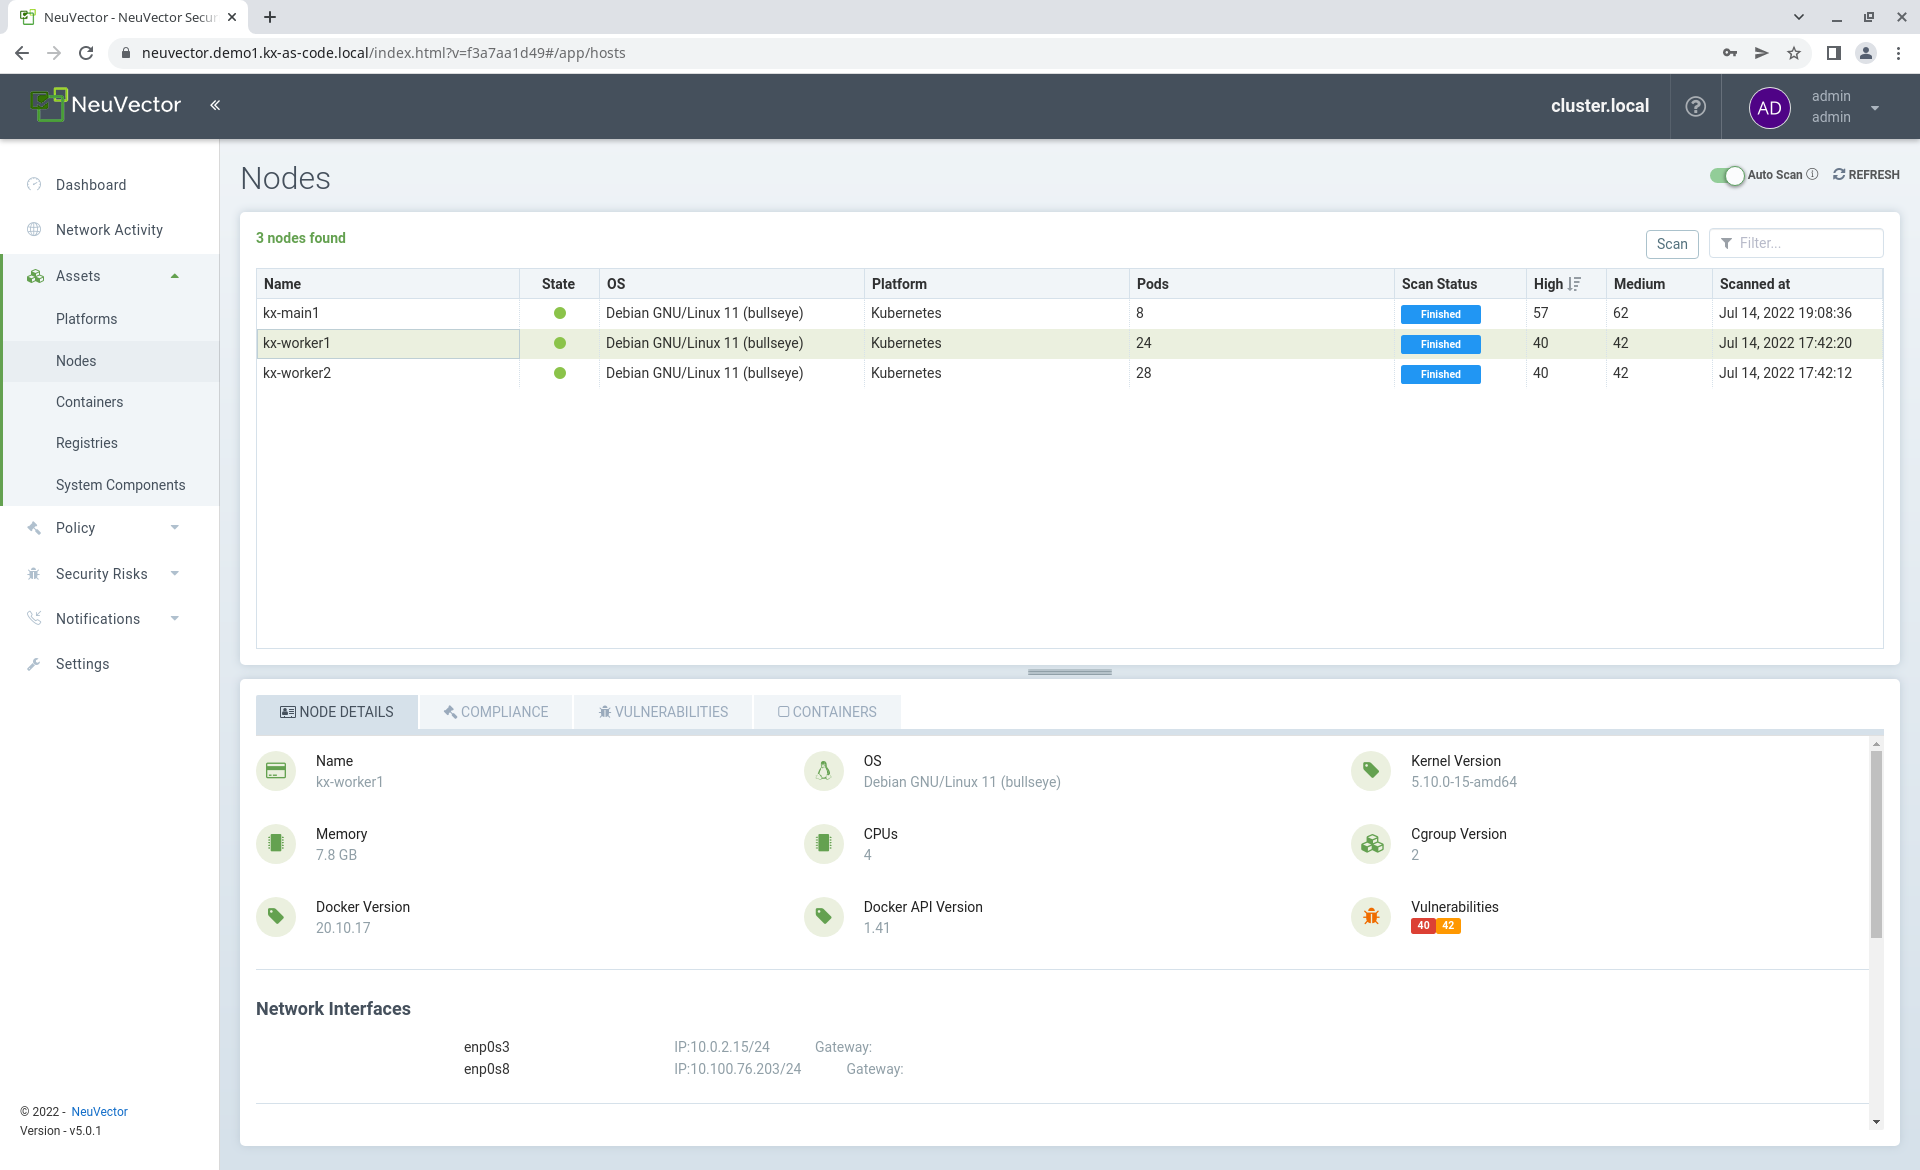 NeuVector - NeuVector Secur
neuvector.demo1.kx-as-code.local/index.html?v=f3a7aa1d49#/app/hosts
NeuVector
cluster.local
AD
admin
admin
Dashboard
Network Activity
Assets
Platforms
Nodes
Containers
Registries
System Components
Policy
Security Risks
Notifications
Settings
© 2022 - NeuVector
Version - v5.0.1
Nodes
Auto Scan
REFRESH
3 nodes found
Scan
Filter...
Name State OS Platform Pods Scan Status High Medium Scanned at
kx-main1 Debian GNU/Linux 11 (bullseye) Kubernetes 8 Finished 57 62 Jul 14, 2022 19:08:36
kx-worker1 Debian GNU/Linux 11 (bullseye) Kubernetes 24 Finished 40 42 Jul 14, 2022 17:42:20
kx-worker2 Debian GNU/Linux 11 (bullseye) Kubernetes 28 Finished 40 42 Jul 14, 2022 17:42:12
NODE DETAILS COMPLIANCE VULNERABILITIES CONTAINERS
Name OS Kernel Version
kx-worker1 Debian GNU/Linux 11 (bullseye) 5.10.0-15-amd64
Memory CPUs Cgroup Version
7.8 GB 4 2
Docker Version Docker API Version Vulnerabilities
20.10.17 1.41 40 42
Network Interfaces
enp0s3 IP:10.0.2.15/24 Gateway:
enp0s8 IP:10.100.76.203/24 Gateway: